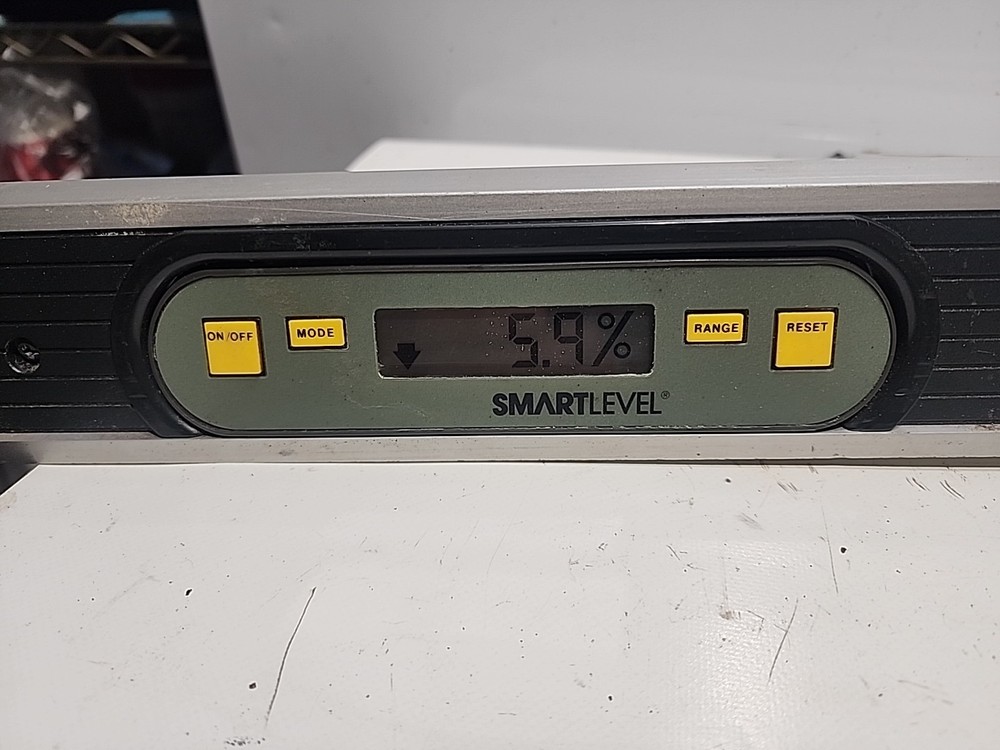 ON/OFF
MODE
5.9%
RANGE
RESET
SMARTLEVEL®